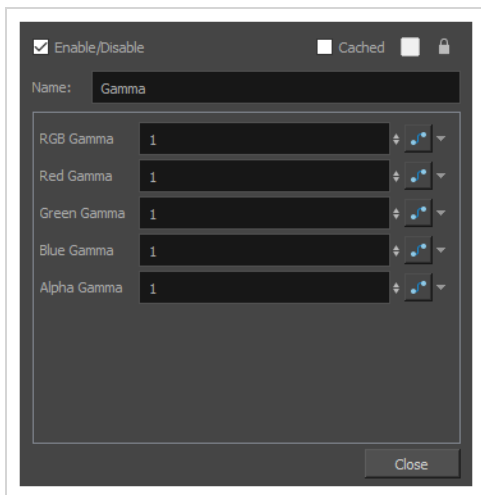 Enable/Disable Cached
Name: Gamma
RGB Gamma 1
Red Gamma 1
Green Gamma 1
Blue Gamma 1
Alpha Gamma 1
Close